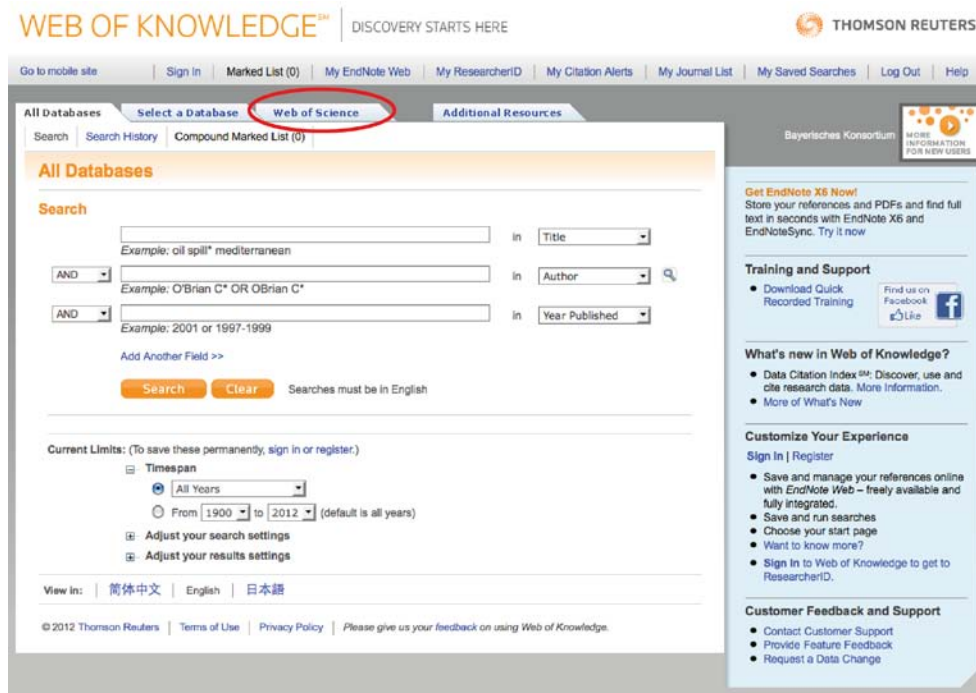 WEB OF KNOWLEDGE℠ DISCOVERY STARTS HERE
THOMSON REUTERS
Go to mobile site Sign In Marked List (0) My EndNote Web My ResearcherID My Citation Alerts My Journal List My Saved Searches Log Out Help
All Databases Select a Database Web of Science Additional Resources
Search Search History Compound Marked List (0)
All Databases
Search
in Title
Example: oil spill* mediterranean
AND in Author
Example: O'Brian C* OR OBrian C*
AND in Year Published
Example: 2001 or 1997-1999
Add Another Field >>
Search Clear Searches must be in English
Current Limits: (To save these permanently, sign in or register.)
Timespan
All Years
From 1900 to 2012 (default is all years)
Adjust your search settings
Adjust your results settings
View in: 简体中文 English 日本語
© 2012 Thomson Reuters Terms of Use Privacy Policy Please give us your feedback on using Web of Knowledge.
Bayerisches Konsortium
MORE
INFORMATION
FOR NEW USERS
Get EndNote X6 Now!
Store your references and PDFs and find full
text in seconds with EndNote X6 and
EndNoteSync. Try it now
Training and Support
Download Quick
Recorded Training
Find us on
Facebook
Like
What's new in Web of Knowledge?
Data Citation Index ℠: Discover, use and
cite research data. More Information.
More of What's New
Customize Your Experience
Sign In | Register
Save and manage your references online
with EndNote Web – freely available and
fully integrated.
Save and run searches
Choose your start page
Want to know more?
Sign In to Web of Knowledge to get to
ResearcherID.
Customer Feedback and Support
Contact Customer Support
Provide Feature Feedback
Request a Data Change